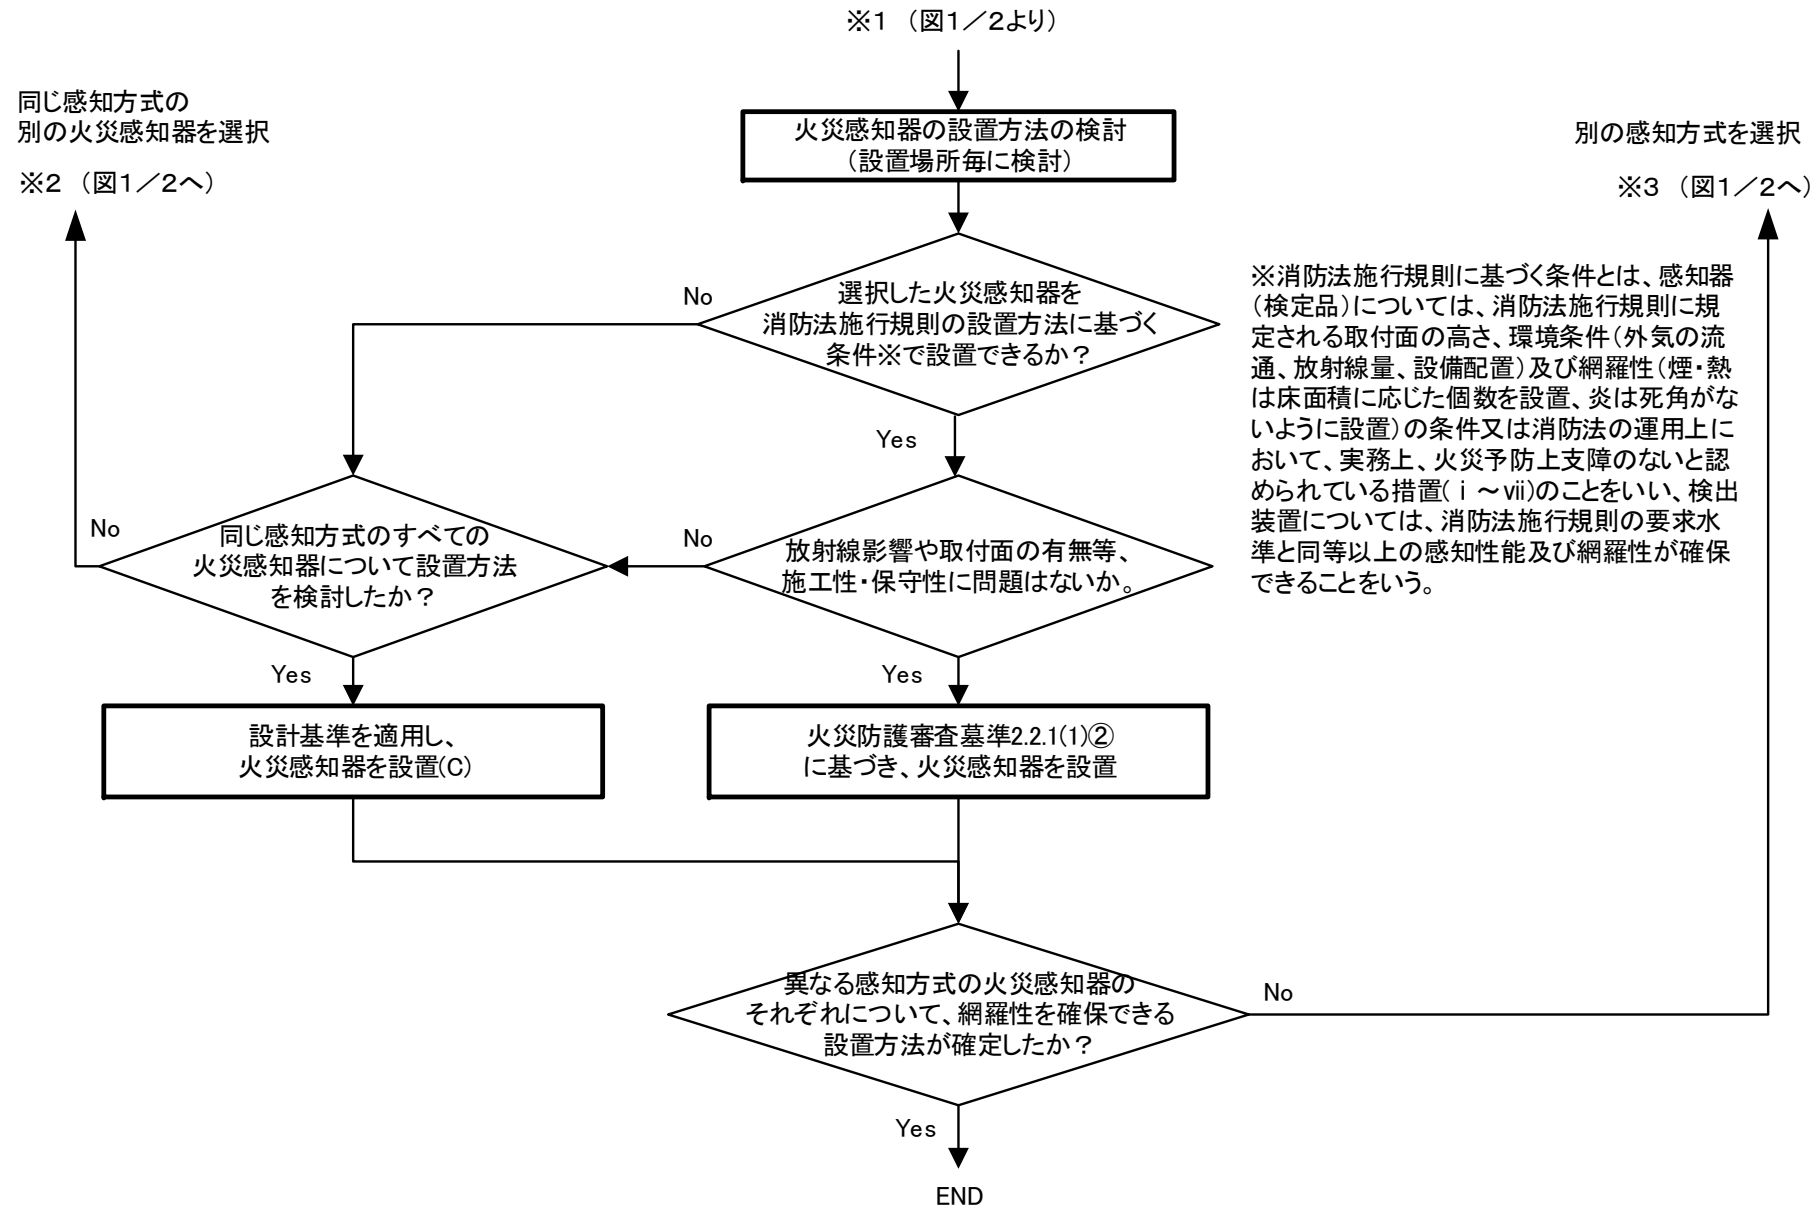 ※1 （図1／2より）
同じ感知方式の
別の火災感知器を選択
※2 （図1／2へ）
火災感知器の設置方法の検討
（設置場所毎に検討）
別の感知方式を選択
※3 （図1／2へ）
選択した火災感知器を
消防法施行規則の設置方法に基づく
条件※で設置できるか？
No
Yes
※消防法施行規則に基づく条件とは、感知器
（検定品）については、消防法施行規則に規
定される取付面の高さ、環境条件（外気の流
通、放射線量、設備配置）及び網羅性（煙・熱
は床面積に応じた個数を設置、炎は死角がな
いように設置）の条件又は消防法の運用上に
おいて、実務上、火災予防上支障のないと認
められている措置(ⅰ～ⅶ)のことをいい、検出
装置については、消防法施行規則の要求水
準と同等以上の感知性能及び網羅性が確保
できることをいう。
No
同じ感知方式のすべての
火災感知器について設置方法
を検討したか？
Yes
No
放射線影響や取付面の有無等、
施工性・保守性に問題はないか。
Yes
設計基準を適用し、
火災感知器を設置(C)
火災防護審査墓準2.2.1(1)②
に基づき、火災感知器を設置
異なる感知方式の火災感知器の
それぞれについて、網羅性を確保できる
設置方法が確定したか？
No
Yes
END